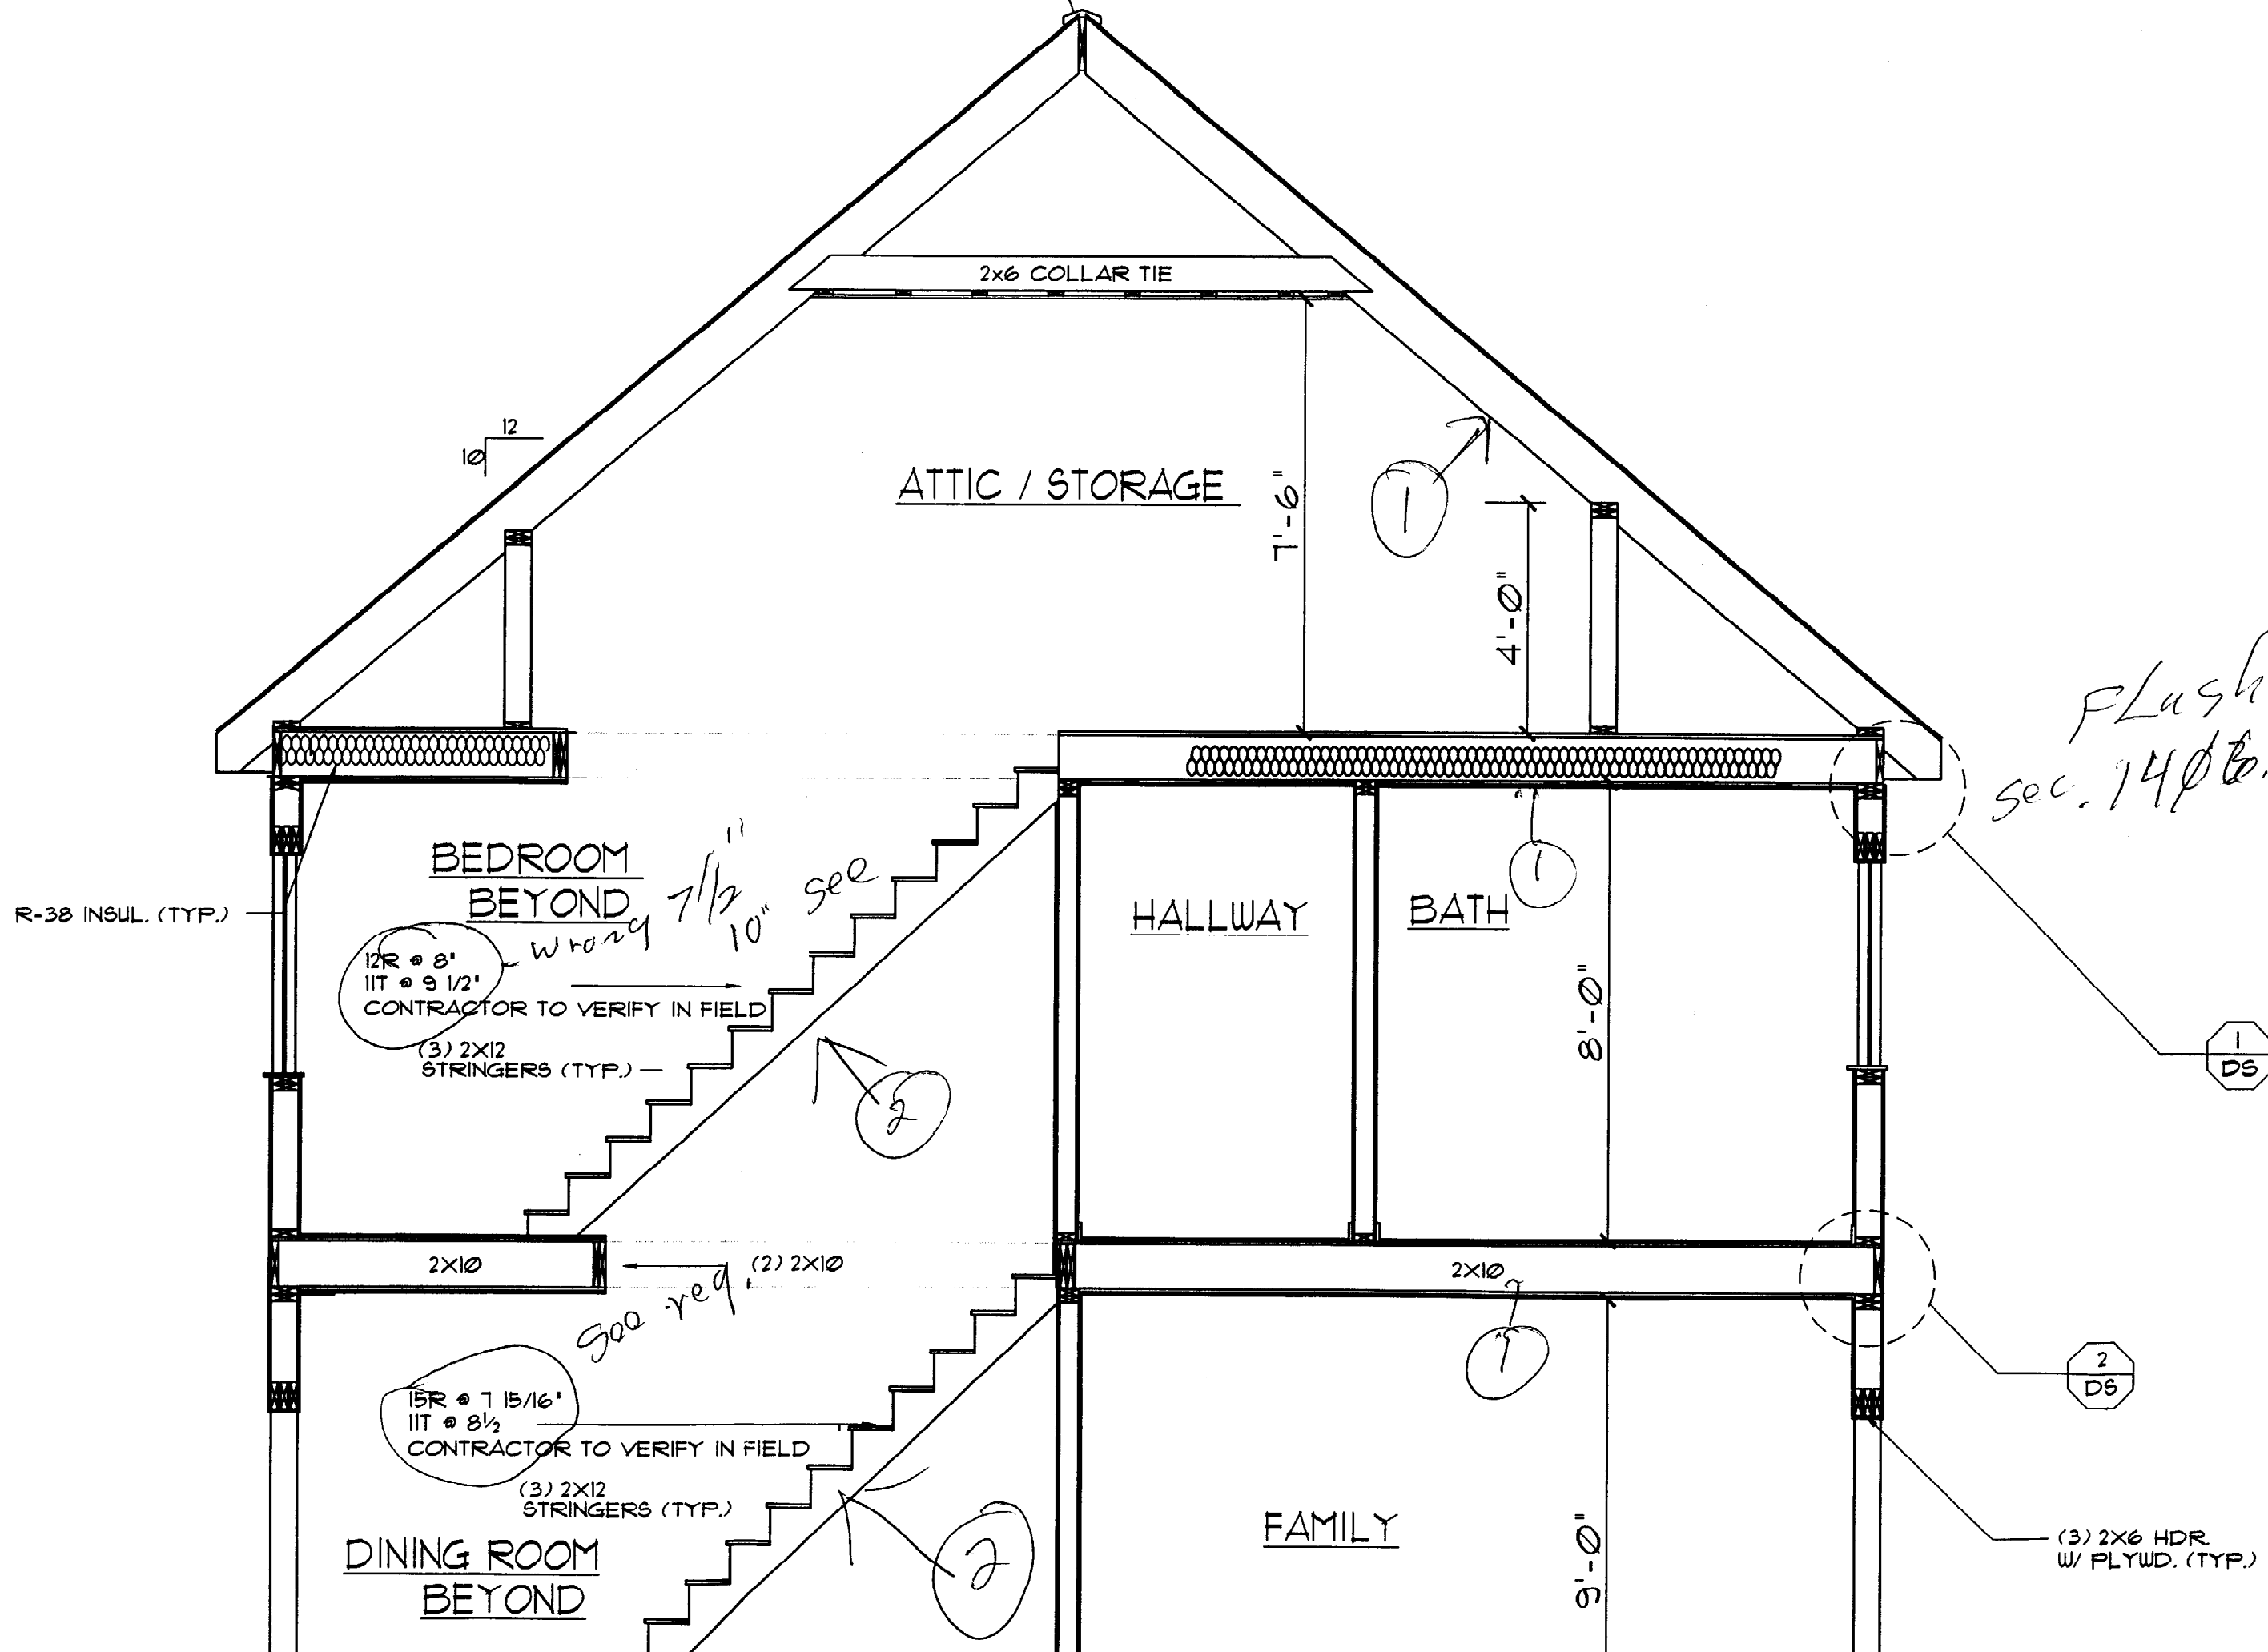 2x6 COLLAR TIE
12
10
ATTIC / STORAGE
7'-6"
1
4'-0"
FLush
sec.
BEDROOM
BEYOND
7 1/2"
10"
see
wrong
R-38 INSUL. (TYP.)
12R @ 8"
11T @ 9 1/2"
CONTRACTOR TO VERIFY IN FIELD
(3) 2X12
STRINGERS (TYP.)
2
HALLWAY
BATH
1
8'-0"
1
DS
2X10
(2) 2X10
see req.
2X10
1
2
DS
15R @ 7 15/16"
11T @ 8½
CONTRACTOR TO VERIFY IN FIELD
(3) 2X12
STRINGERS (TYP.)
2
DINING ROOM
BEYOND
FAMILY
9'-0"
(3) 2X6 HDR.
W/ PLYWD. (TYP.)